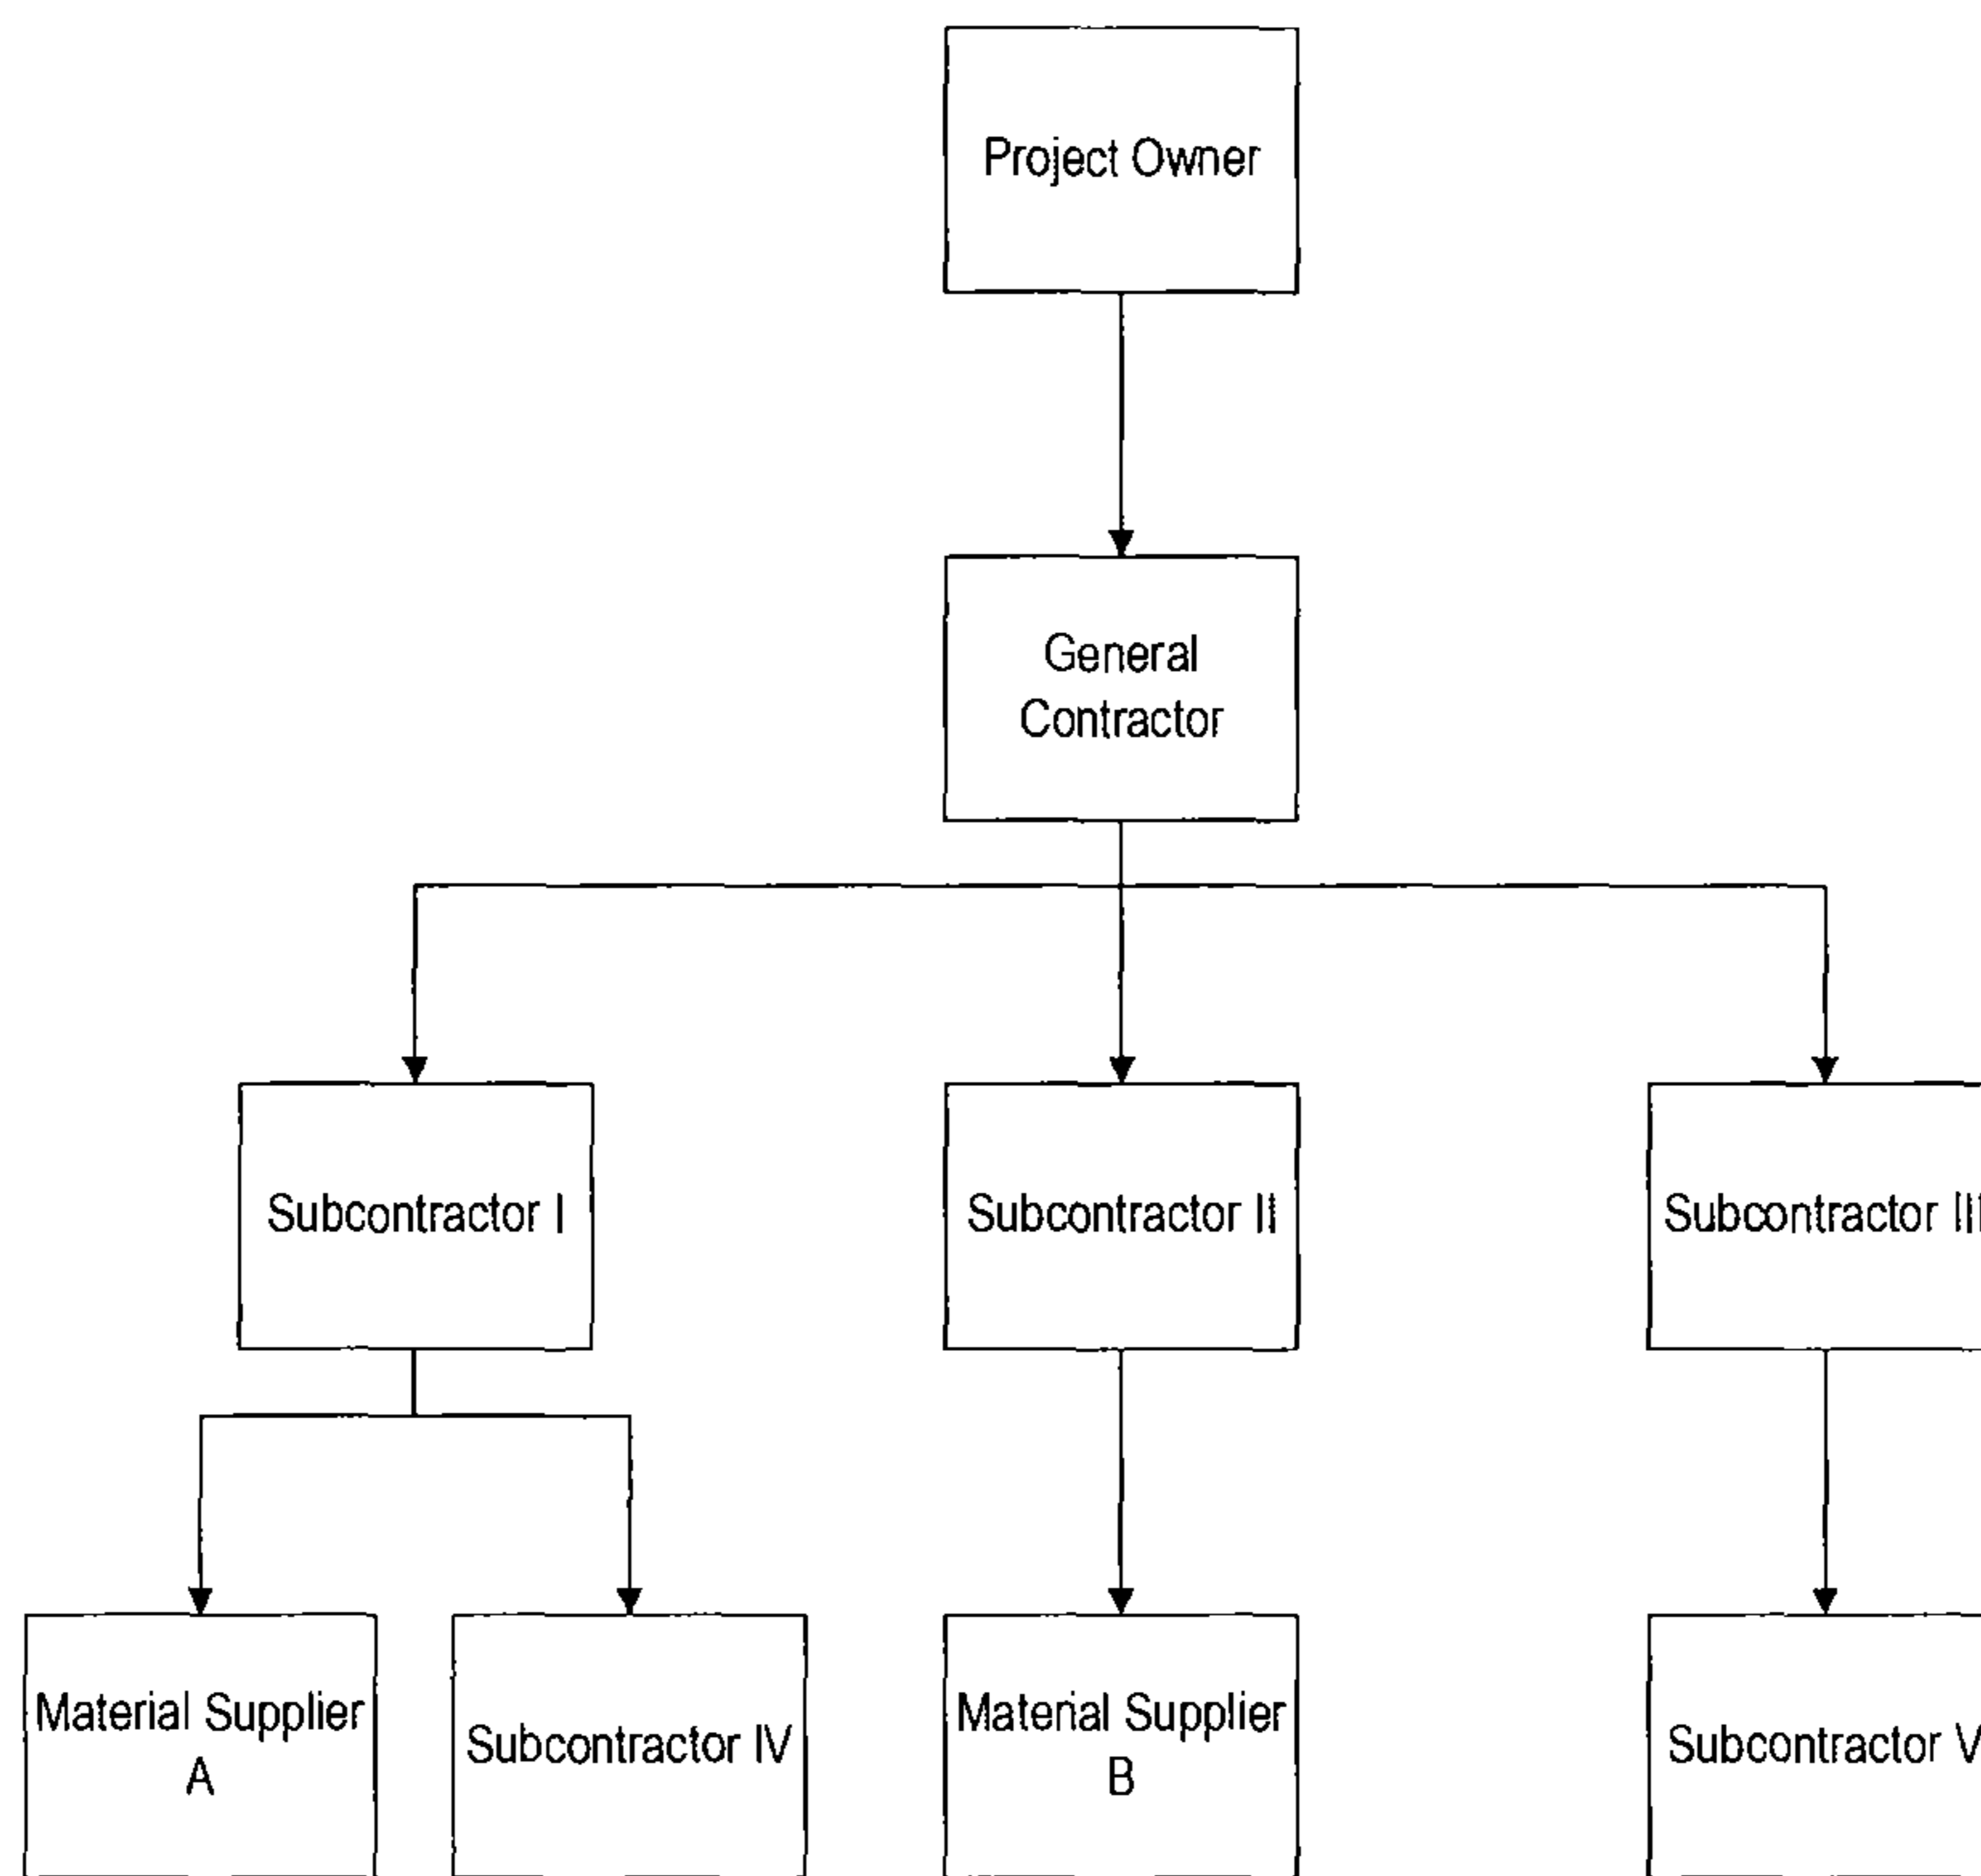 Project Owner
General
Contractor
Subcontractor I
Subcontractor II
Subcontractor III
Material Supplier
A
Subcontractor IV
Material Supplier
B
Subcontractor V